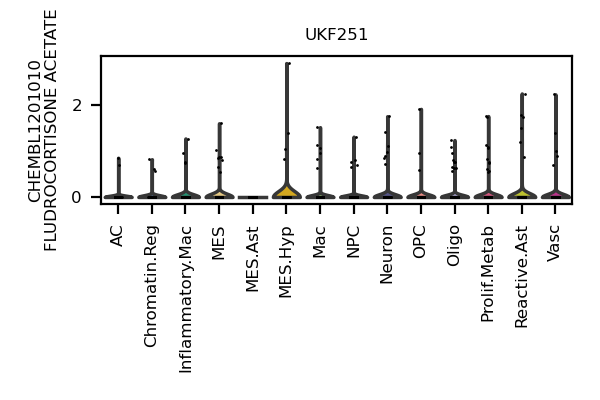 UKF251
CHEMBL1201010
FLUDROCORTISONE ACETATE
2
0
AC
Chromatin.Reg
Inflammatory.Mac
MES
MES.Ast
MES.Hyp
Mac
NPC
Neuron
OPC
Oligo
Prolif.Metab
Reactive.Ast
Vasc